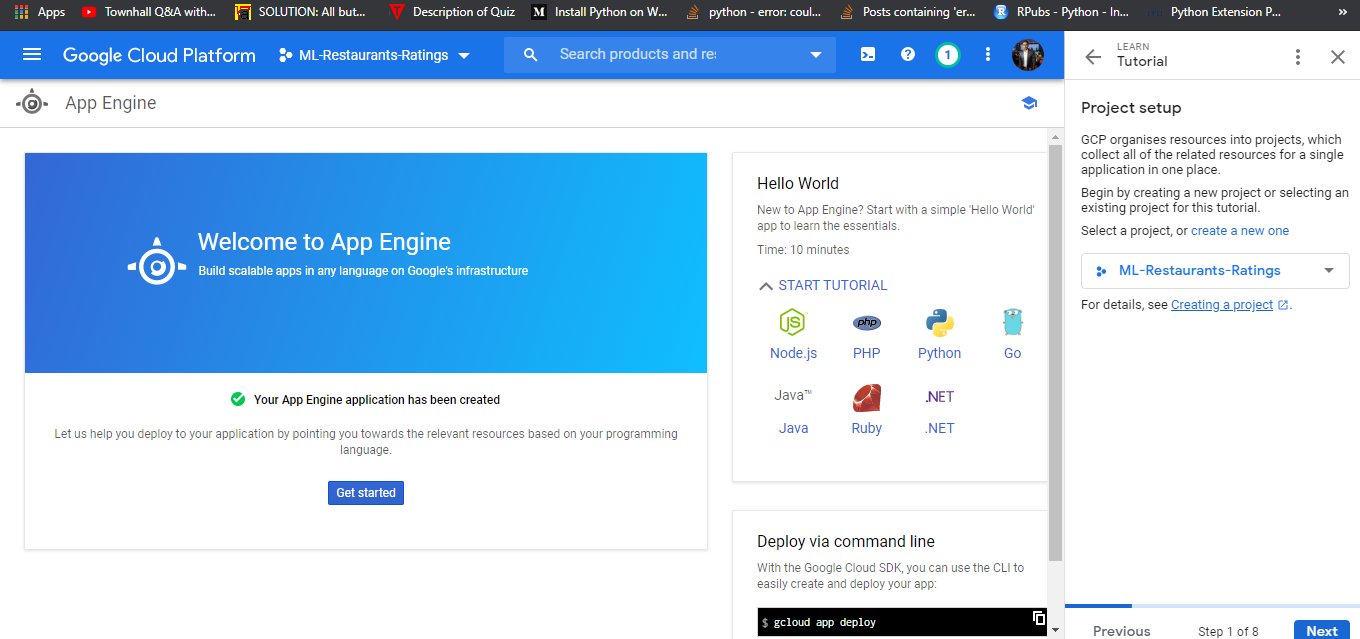 Apps
Townhall Q&A with...
SOLUTION: All but...
Description of Quiz
M Install Python on W...
python - error: coul...
Posts containing 'er...
R RPubs - Python - In...
Python Extension P...
»
Google Cloud Platform
ML-Restaurants-Ratings
Search products and res
1
App Engine
Welcome to App Engine
Build scalable apps in any language on Google's infrastructure
Your App Engine application has been created
Let us help you deploy to your application by pointing you towards the relevant resources based on your programming
language.
Get started
Hello World
New to App Engine? Start with a simple 'Hello World'
app to learn the essentials.
Time: 10 minutes
START TUTORIAL
JS
php
Node.js
PHP
Python
Go
Java™
.NET
Java
Ruby
.NET
Deploy via command line
With the Google Cloud SDK, you can use the CLI to
easily create and deploy your app:
$ gcloud app deploy
LEARN
Tutorial
Project setup
GCP organises resources into projects, which
collect all of the related resources for a single
application in one place.
Begin by creating a new project or selecting an
existing project for this tutorial.
Select a project, or create a new one
ML-Restaurants-Ratings
For details, see Creating a project.
Previous
Step 1 of 8
Next